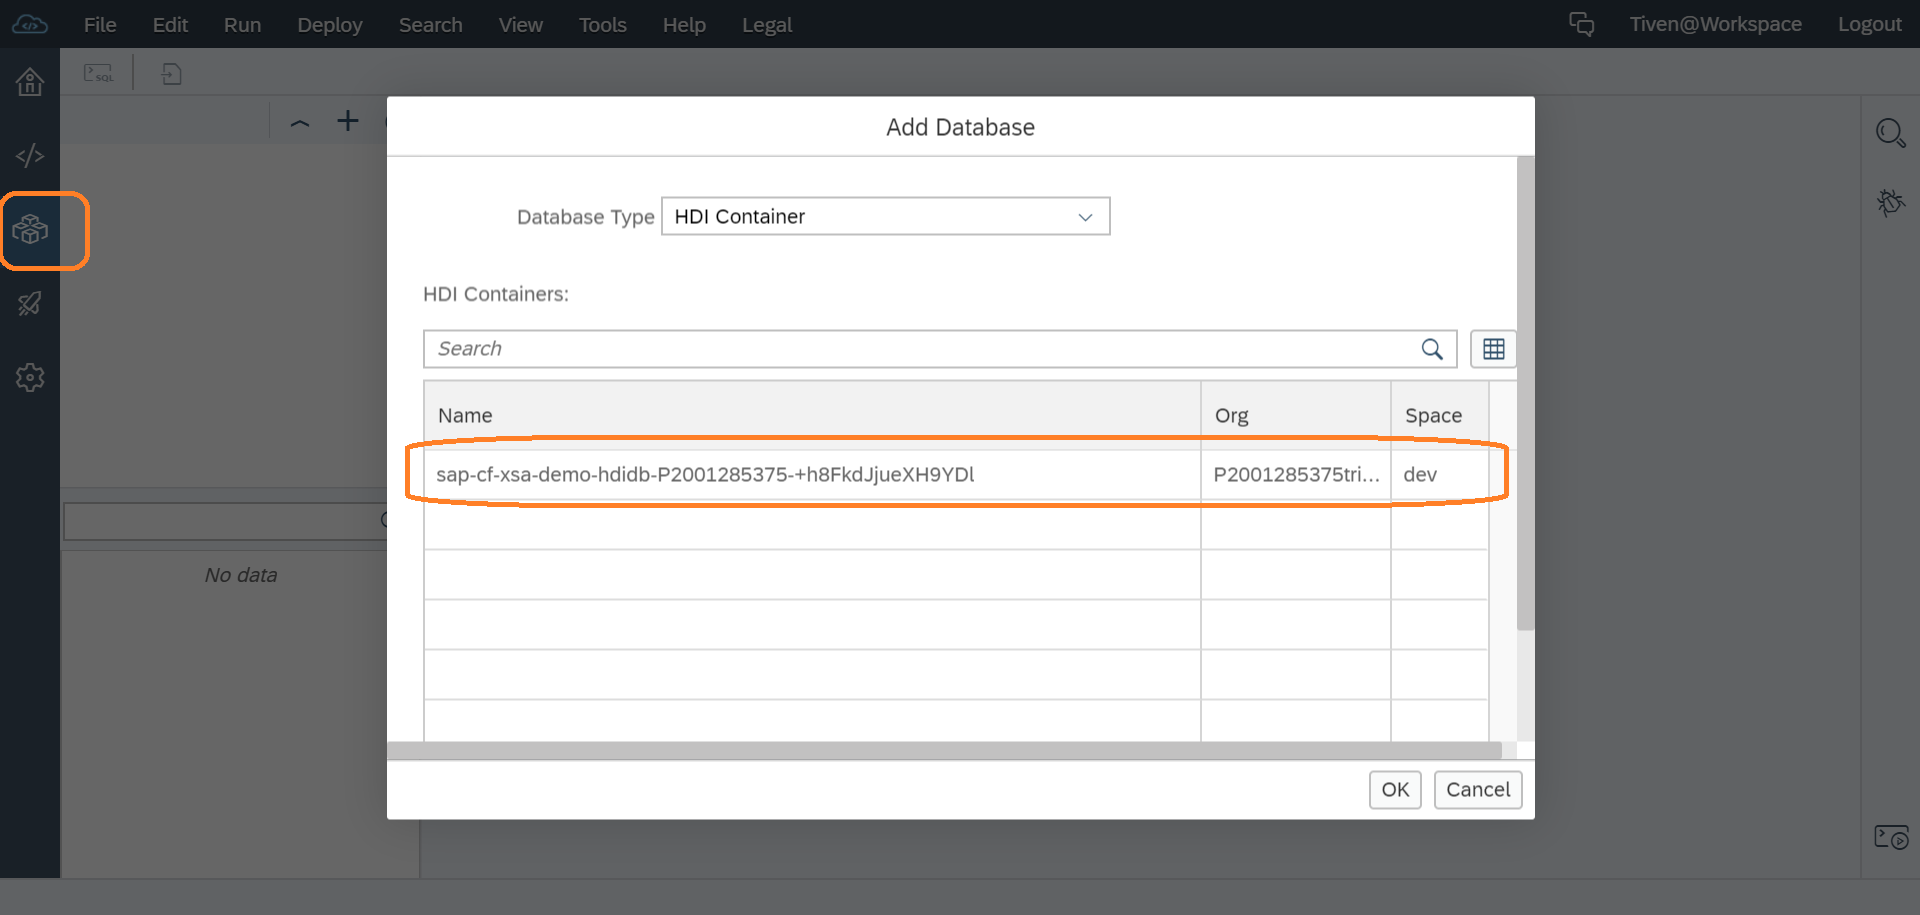 File Edit Run Deploy Search View Tools Help Legal Tiven@Workspace Logout
SQL
Add Database
Database Type HDI Container
HDI Containers:
Search
Name Org Space
sap-cf-xsa-demo-hdidb-P2001285375-+h8FkdJjueXH9YDl P2001285375tri... dev
No data
OK Cancel